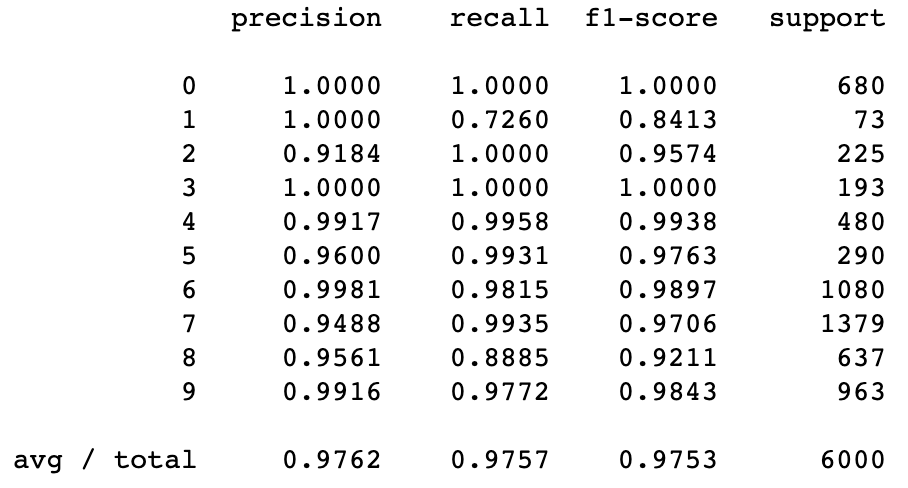 precision recall f1-score support
0 1.0000 1.0000 1.0000 680
1 1.0000 0.7260 0.8413 73
2 0.9184 1.0000 0.9574 225
3 1.0000 1.0000 1.0000 193
4 0.9917 0.9958 0.9938 480
5 0.9600 0.9931 0.9763 290
6 0.9981 0.9815 0.9897 1080
7 0.9488 0.9935 0.9706 1379
8 0.9561 0.8885 0.9211 637
9 0.9916 0.9772 0.9843 963
avg / total 0.9762 0.9757 0.9753 6000